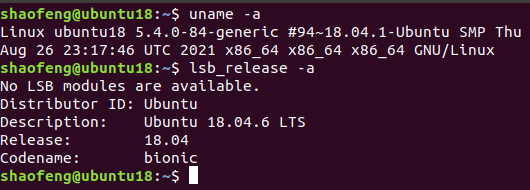 shaofeng@ubuntu18:~$ uname -a
Linux ubuntu18 5.4.0-84-generic #94~18.04.1-Ubuntu SMP Thu
Aug 26 23:17:46 UTC 2021 x86_64 x86_64 x86_64 GNU/Linux
shaofeng@ubuntu18:~$ lsb_release -a
No LSB modules are available.
Distributor ID: Ubuntu
Description:    Ubuntu 18.04.6 LTS
Release:        18.04
Codename:       bionic
shaofeng@ubuntu18:~$